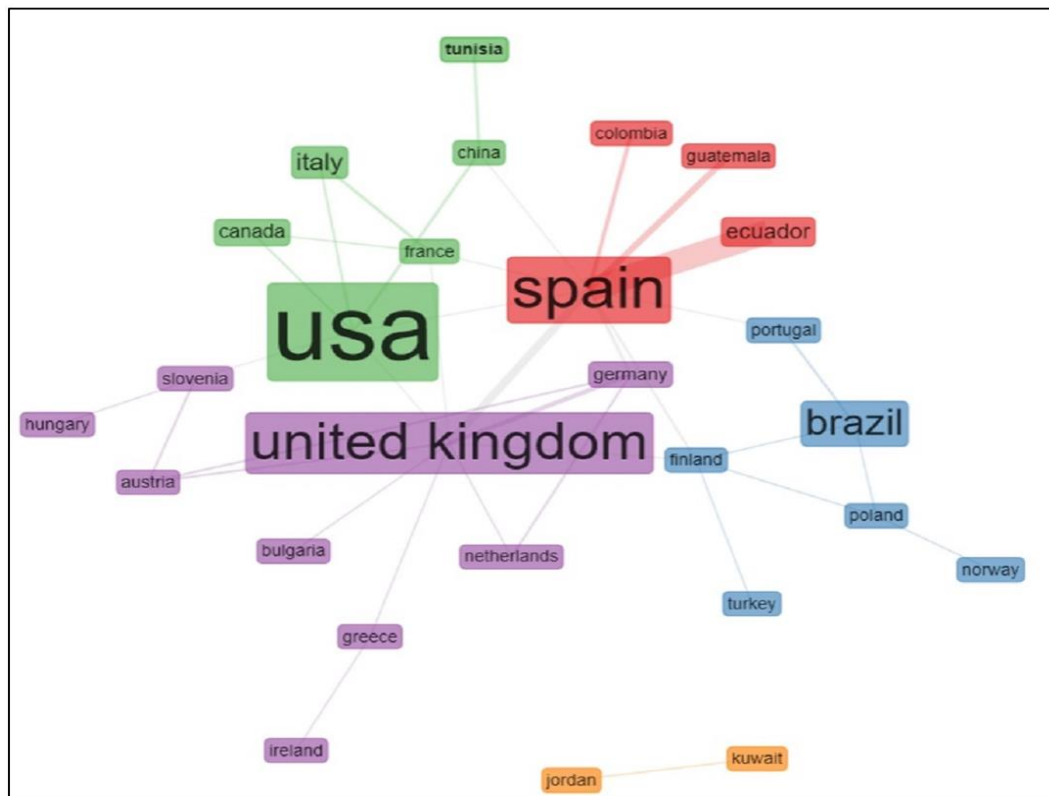 tunisia
colombia
china
guatemala
italy
canada
ecuador
france
spain
usa
portugal
slovenia
germany
hungary
brazil
united kingdom
finland
austria
poland
bulgaria
netherlands
norway
turkey
greece
ireland
kuwait
jordan